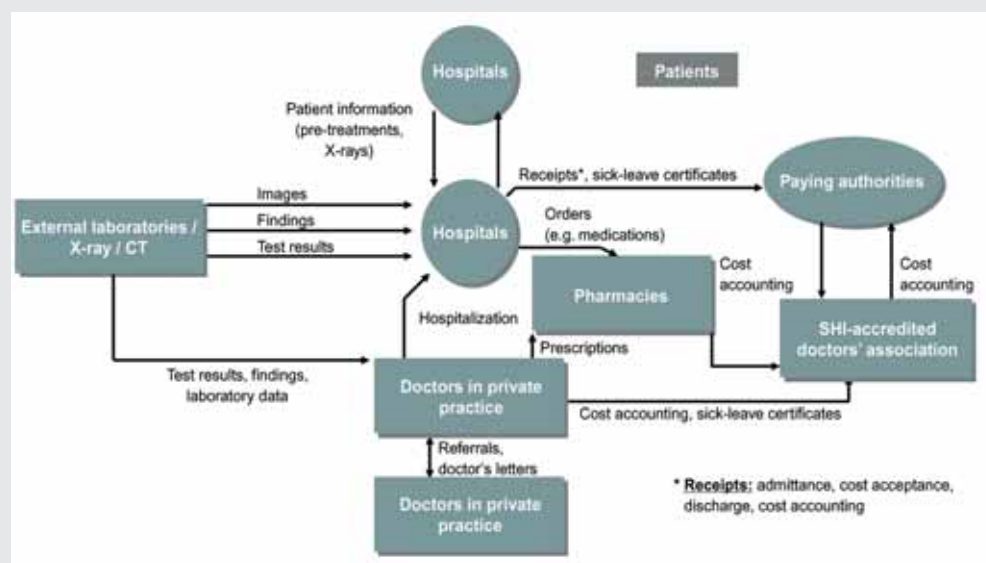 Hospitals
Patients
Patient information
(pre-treatments,
X-rays)
Receipts*, sick-leave certificates
Paying authorities
Images
External laboratories /
X-ray / CT
Findings
Test results
Hospitals
Orders
(e.g. medications)
Cost
accounting
Cost
accounting
Pharmacies
Hospitalization
SHI-accredited
doctors' association
Prescriptions
Test results, findings,
laboratory data
Doctors in private
practice
Cost accounting, sick-leave certificates
Referrals,
doctor's letters
Doctors in private
practice
* Receipts: admittance, cost acceptance,
discharge, cost accounting